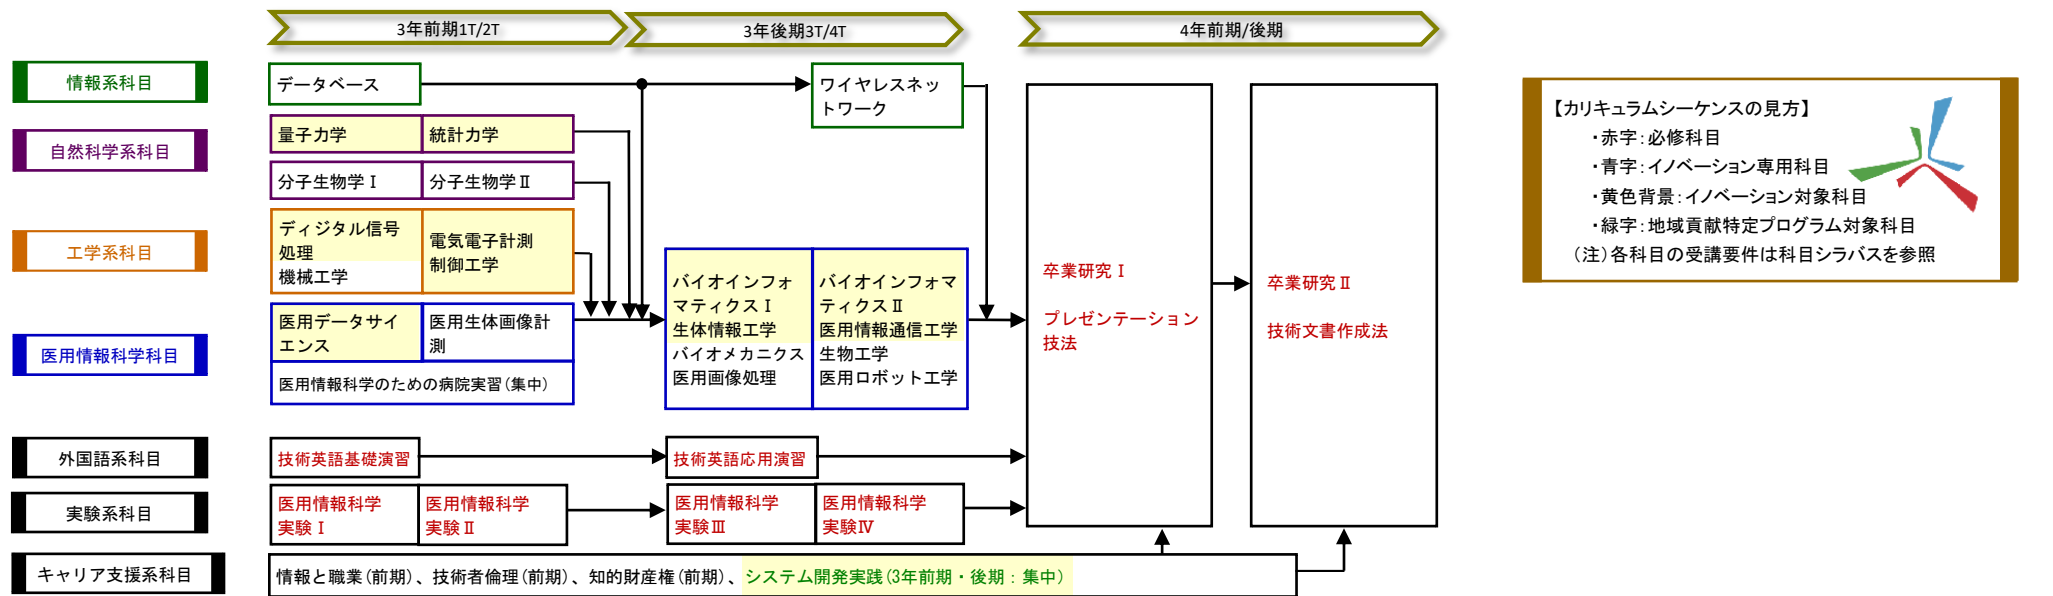 3年前期1T/2T
3年後期3T/4T
4年前期/後期
情報系科目
データベース
ワイヤレスネッ
トワーク
自然科学系科目
量子力学
統計力学
分子生物学Ⅰ
分子生物学Ⅱ
工学系科目
ディジタル信号
処理
機械工学
電気電子計測
制御工学
医用情報科学科目
医用データサイ
エンス
医用生体画像計
測
医用情報科学のための病院実習(集中)
バイオインフォ
マティクスⅠ
生体情報工学
バイオメカニクス
医用画像処理
バイオインフォマ
ティクスⅡ
医用情報通信工学
生物工学
医用ロボット工学
卒業研究Ⅰ
プレゼンテーション
技法
卒業研究Ⅱ
技術文書作成法
外国語系科目
技術英語基礎演習
技術英語応用演習
実験系科目
医用情報科学
実験Ⅰ
医用情報科学
実験Ⅱ
医用情報科学
実験Ⅲ
医用情報科学
実験Ⅳ
キャリア支援系科目
情報と職業(前期)、技術者倫理(前期)、知的財産権(前期)、システム開発実践(3年前期・後期：集中)
【カリキュラムシーケンスの見方】
・赤字：必修科目
・青字：イノベーション専用科目
・黄色背景：イノベーション対象科目
・緑字：地域貢献特定プログラム対象科目
（注）各科目の受講要件は科目シラバスを参照